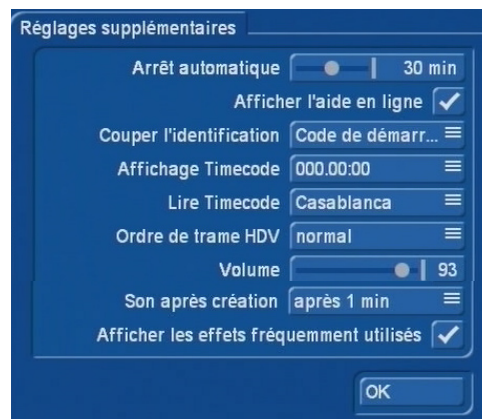 Réglages supplémentaires
Arrêt automatique 30 min
Afficher l'aide en ligne
Couper l'identification Code de démarr...
Affichage Timecode 000.00:00
Lire Timecode Casablanca
Ordre de trame HDV normal
Volume 93
Son après création après 1 min
Afficher les effets fréquemment utilisés
OK